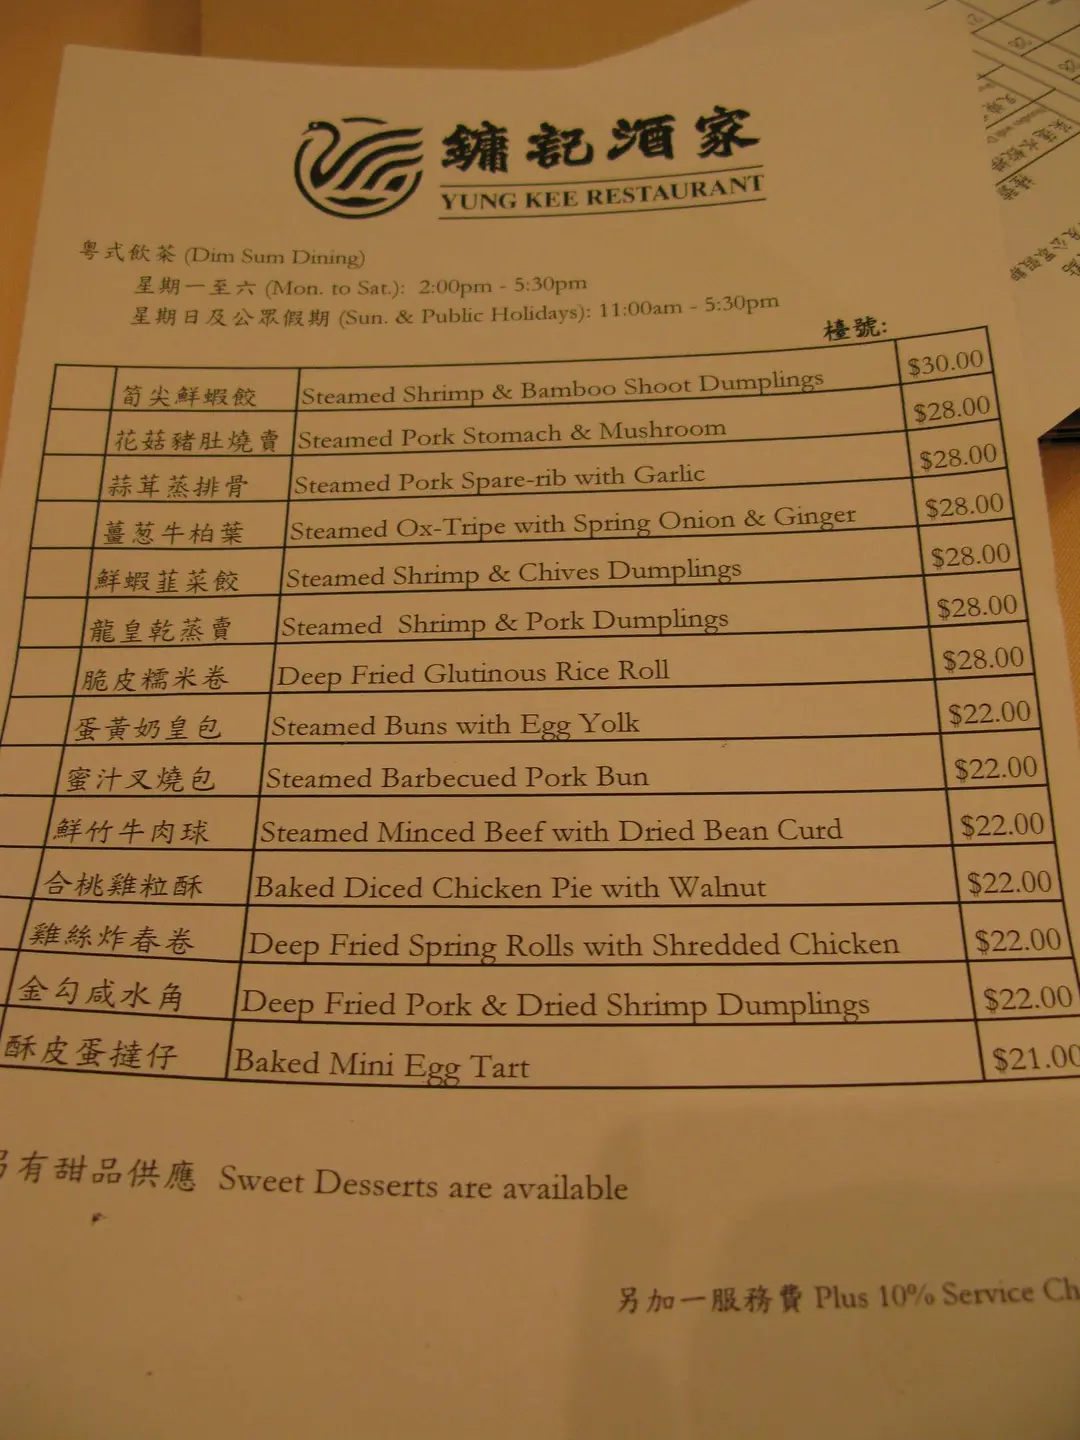 鏞記酒家
YUNG KEE RESTAURANT
粵式飲茶 (Dim Sum Dining)
星期一至六 (Mon. to Sat.): 2:00pm - 5:30pm
星期日及公眾假期 (Sun. & Public Holidays): 11:00am - 5:30pm
檯號:
筍尖鮮蝦餃 Steamed Shrimp & Bamboo Shoot Dumplings $30.00
花菇豬肚燒賣 Steamed Pork Stomach & Mushroom $28.00
蒜茸蒸排骨 Steamed Pork Spare-rib with Garlic $28.00
薑葱牛柏葉 Steamed Ox-Tripe with Spring Onion & Ginger $28.00
鮮蝦韮菜餃 Steamed Shrimp & Chives Dumplings $28.00
龍皇乾蒸賣 Steamed Shrimp & Pork Dumplings $28.00
脆皮糯米卷 Deep Fried Glutinous Rice Roll $28.00
蛋黃奶皇包 Steamed Buns with Egg Yolk $22.00
蜜汁叉燒包 Steamed Barbecued Pork Bun $22.00
鮮竹牛肉球 Steamed Minced Beef with Dried Bean Curd $22.00
合桃雞粒酥 Baked Diced Chicken Pie with Walnut $22.00
雞絲炸春卷 Deep Fried Spring Rolls with Shredded Chicken $22.00
金勾咸水角 Deep Fried Pork & Dried Shrimp Dumplings $22.00
酥皮蛋撻仔 Baked Mini Egg Tart $21.00
另有甜品供應 Sweet Desserts are available
另加一服務費 Plus 10% Service Ch